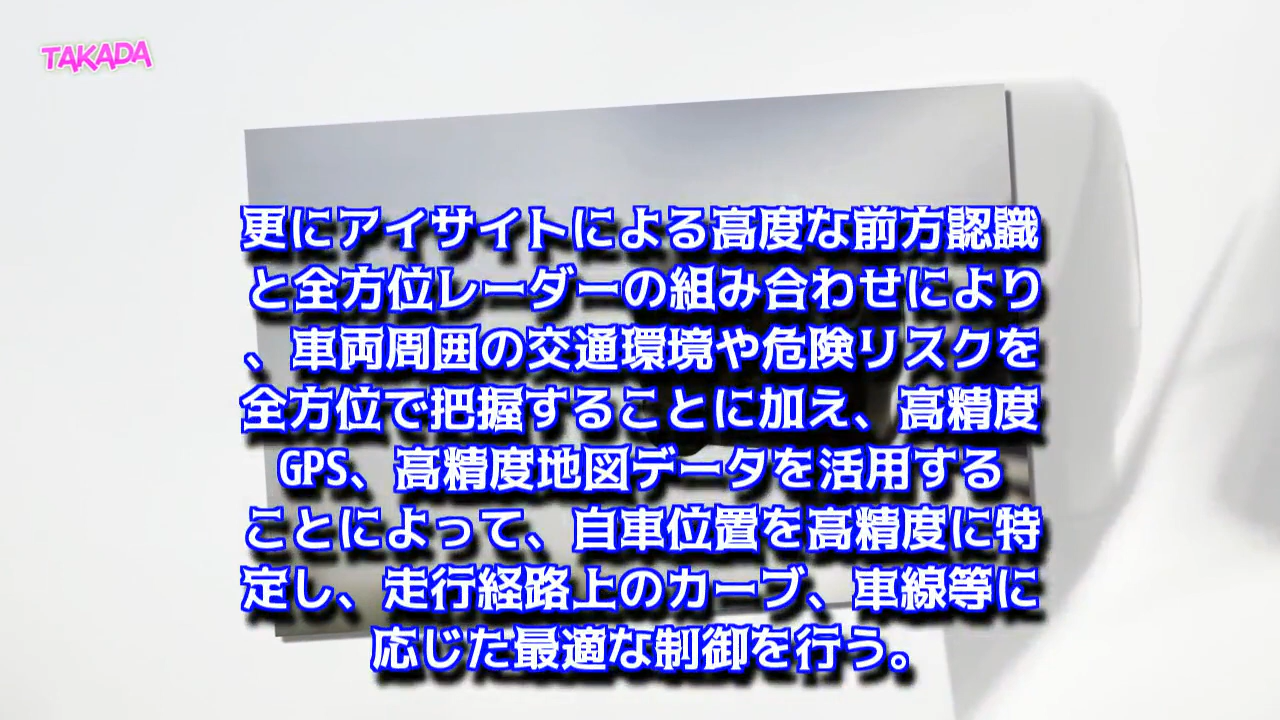 TAKADA
更にアイサイトによる高度な前方認識
と全方位レーダーの組み合わせにより
、車両周囲の交通環境や危険リスクを
全方位で把握することに加え、高精度
GPS、高精度地図データを活用する
ことによって、自車位置を高精度に特
定し、走行経路上のカーブ、車線等に
応じた最適な制御を行う。